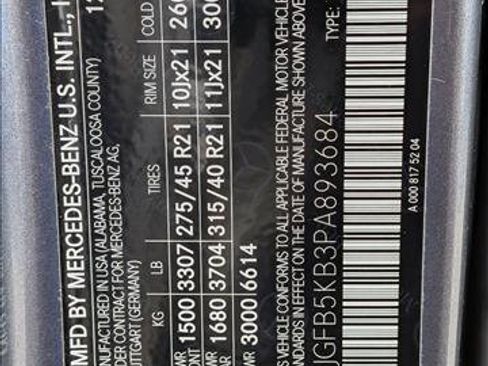 MFD BY MERCEDES-BENZ U.S. INTL.,
MANUFACTURED IN USA (ALABAMA, TUSCALOOSA COUNTY)
UNDER CONTRACT FOR MERCEDES-BENZ AG,
STUTTGART (GERMANY)
KG LB TIRES RIM SIZE COLD
1500 3307 275/45 R21 10Jx21
1680 3704 315/40 R21 11Jx21
3000 6614
VEHICLE CONFORMS TO ALL APPLICABLE FEDERAL MOTOR VEHICLE
STANDARDS IN EFFECT ON THE DATE OF MANUFACTURE SHOWN ABOVE
JGFB5KB3PA893684 TYPE:
A 000 817 52 04